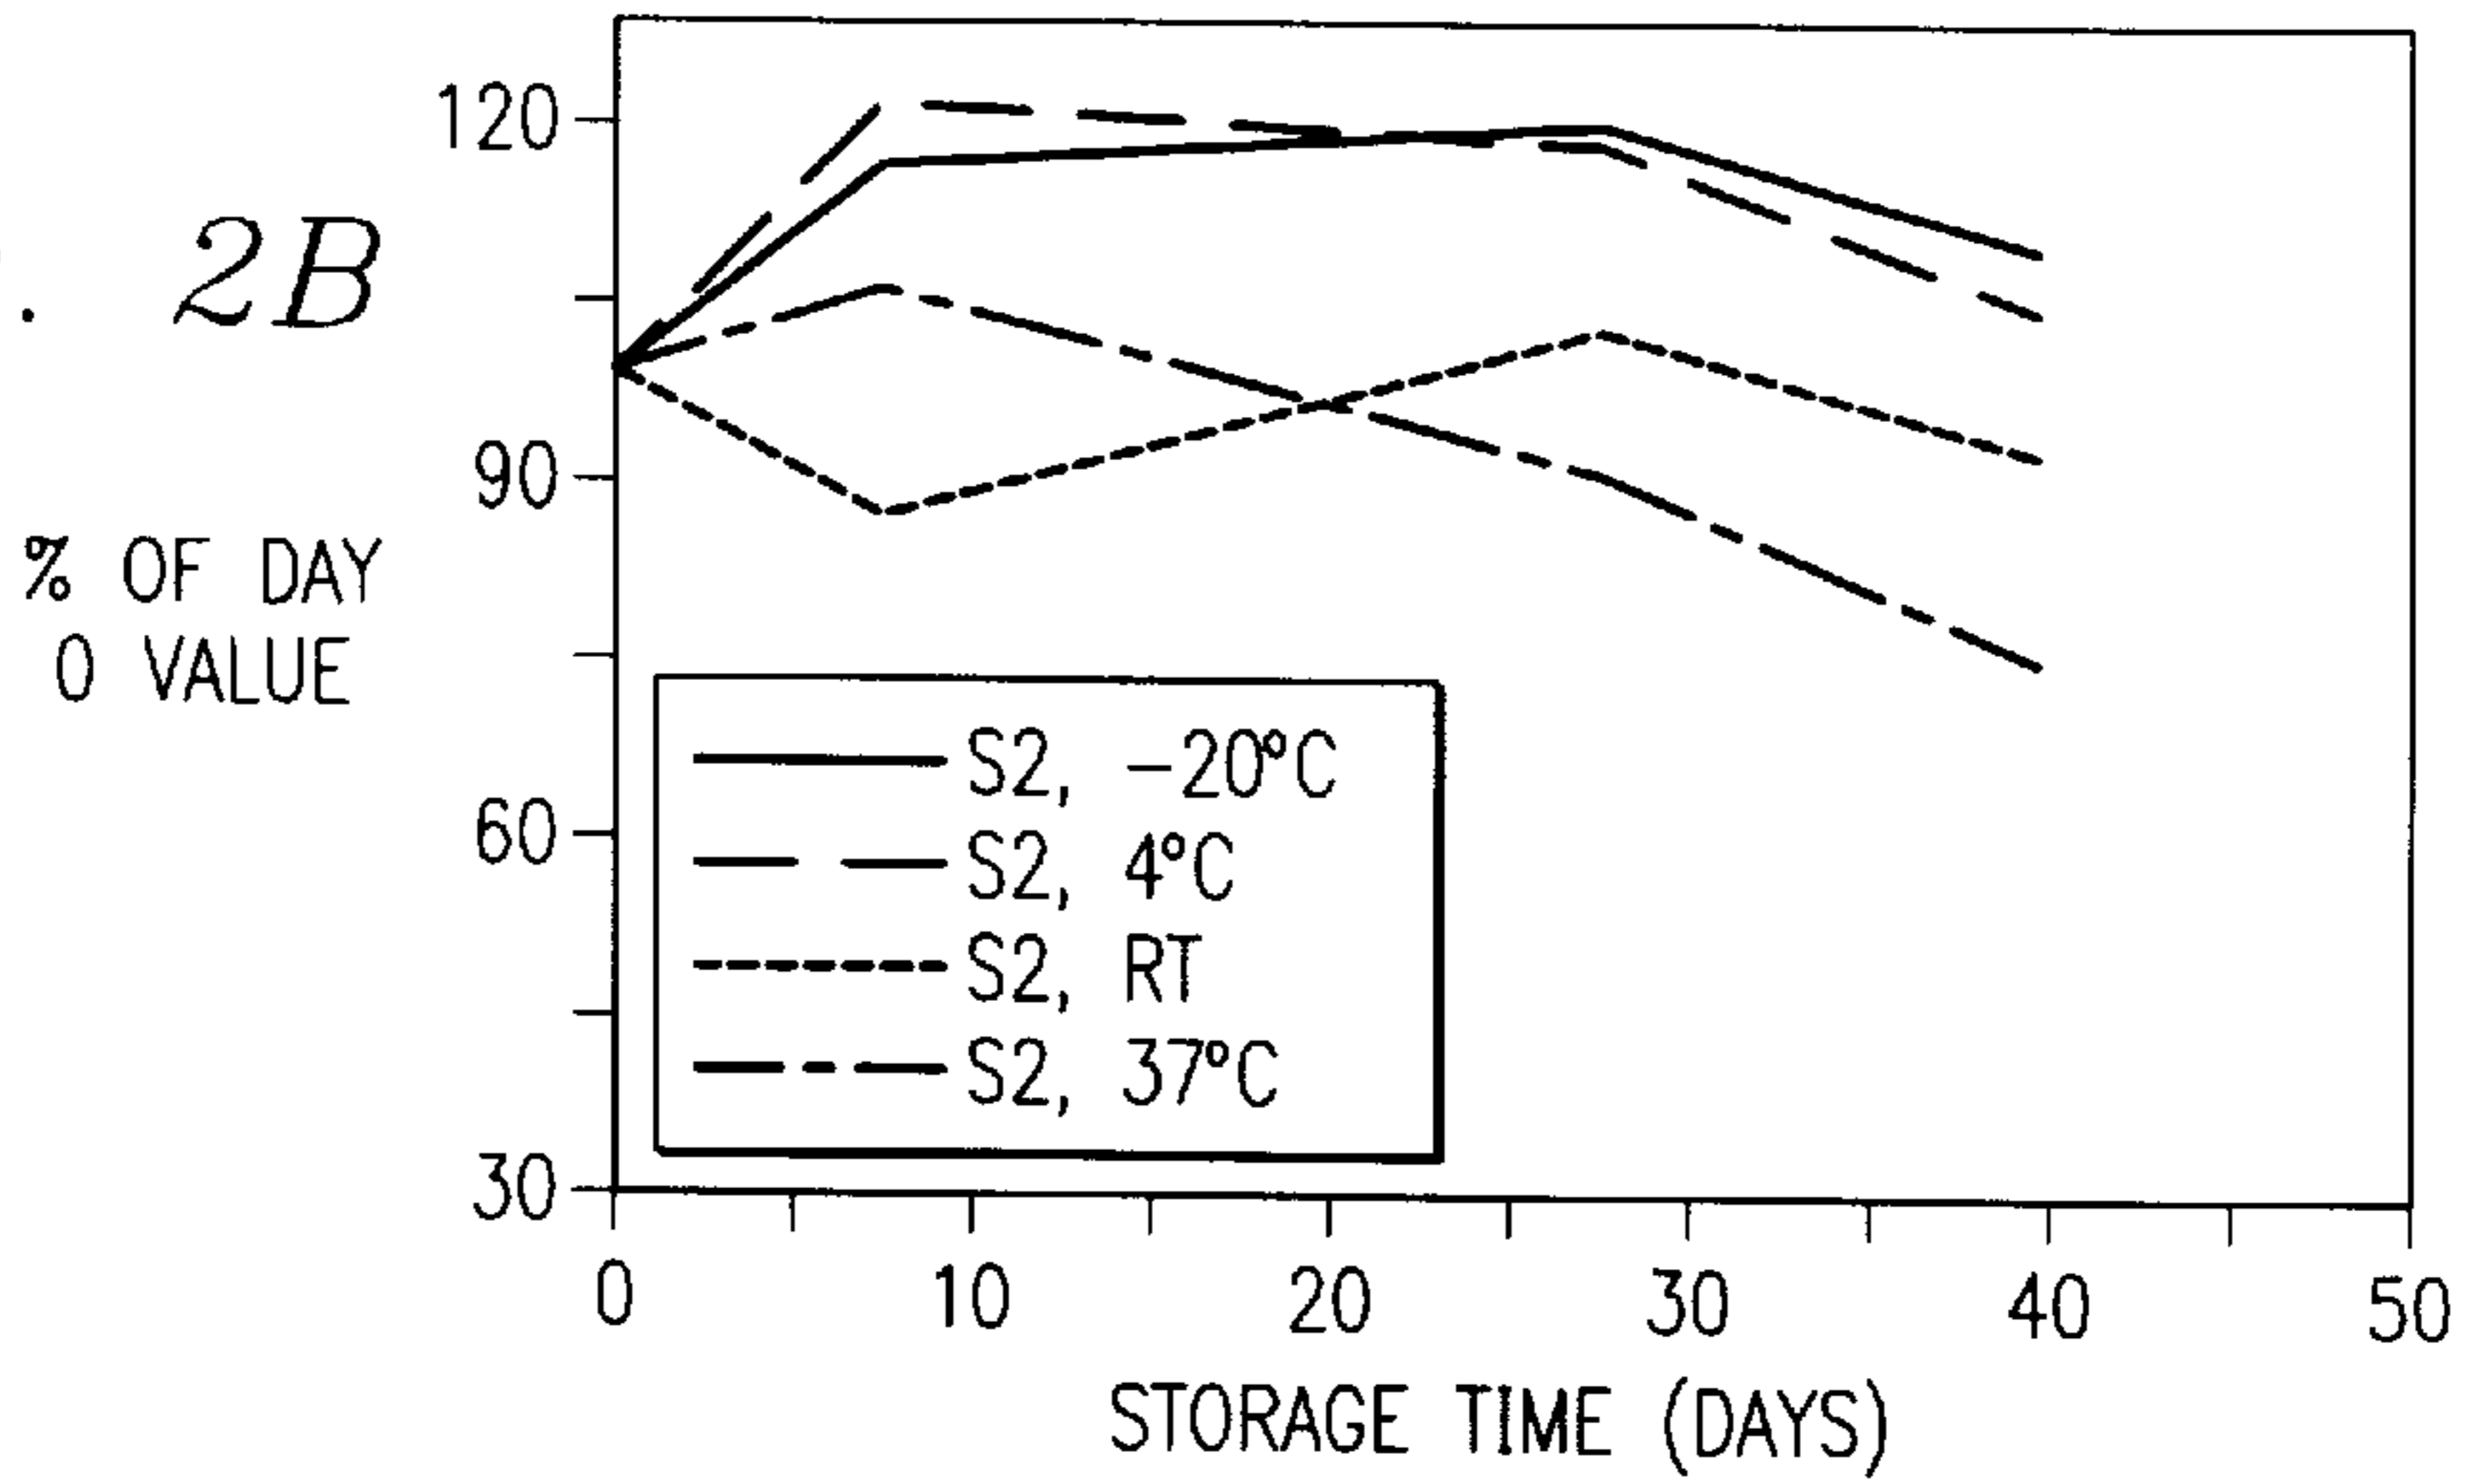 . 2B
120
90
60
30
% OF DAY
0 VALUE
S2, −20°C
S2, 4°C
S2, RT
S2, 37°C
0 10 20 30 40 50
STORAGE TIME (DAYS)